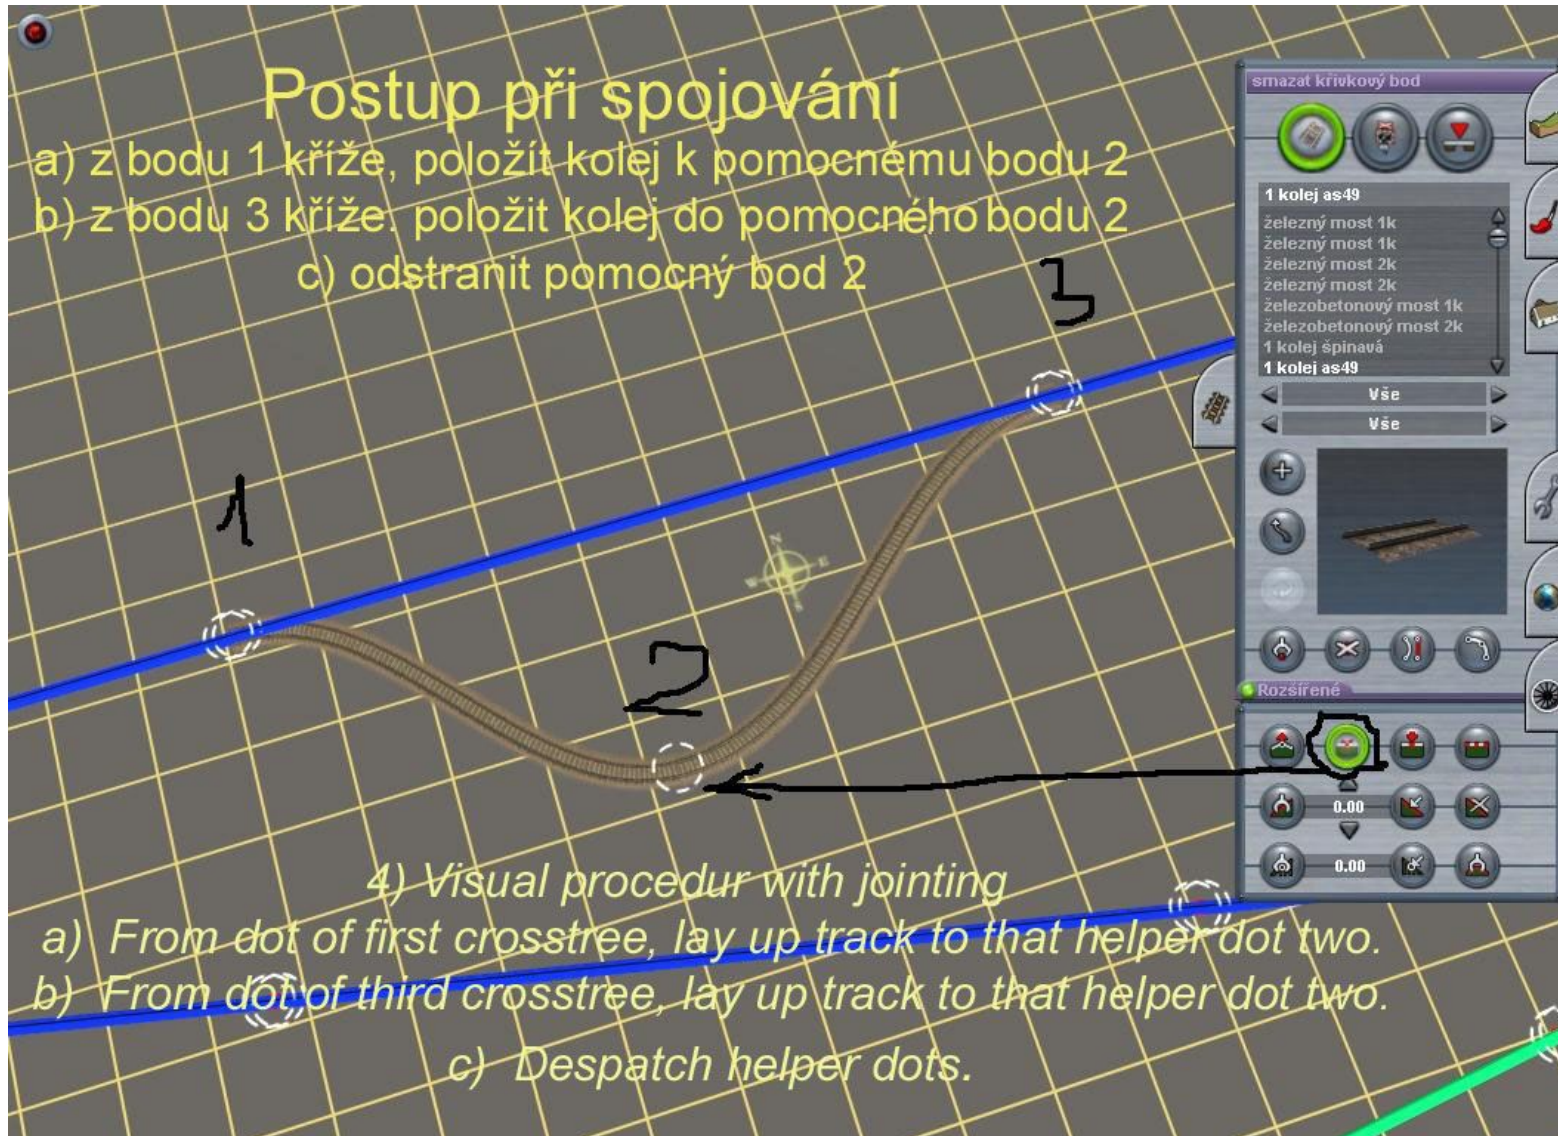 Postup při spojování
a) z bodu 1 kříže, položít kolej k pomocnému bodu 2
b) z bodu 3 kříže. položit kolej do pomocného bodu 2
c) odstranit pomocný bod 2
1
2
3
4) Visual procedur with jointing
a) From dot of first crosstree, lay up track to that helper dot two.
b) From dot of third crosstree, lay up track to that helper dot two.
c) Despatch helper dots.
smazat křivkový bod
1 kolej as49
železný most 1k
železný most 1k
železný most 2k
železný most 2k
železobetonový most 1k
železobetonový most 2k
1 kolej špinavá
1 kolej as49
Vše
Vše
Rozšířené
0.00
0.00